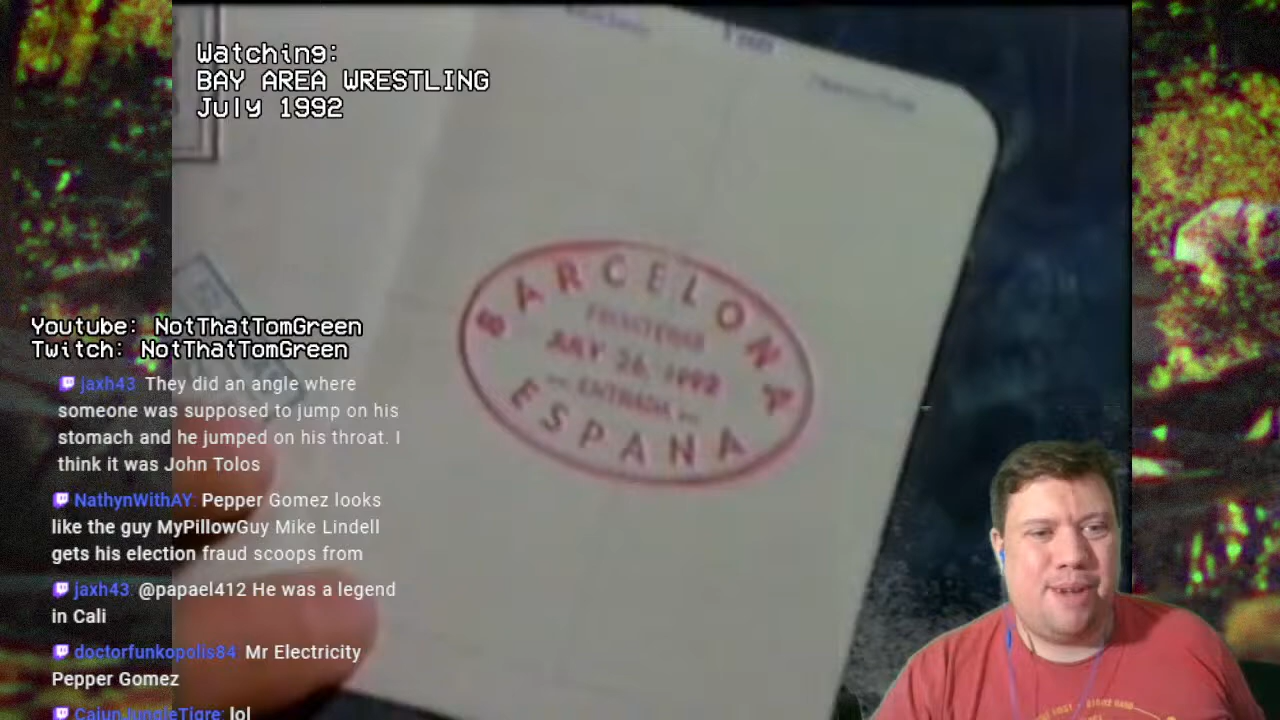 Watching:
BAY AREA WRESTLING
July 1992
BARCELONA
JULY 26, 1992
ENTRADA
ESPANA
Youtube: NotThatTomGreen
Twitch: NotThatTomGreen
jaxh43 They did an angle where
someone was supposed to jump on his
stomach and he jumped on his throat. I
think it was John Tolos
NathynWithAY: Pepper Gomez looks
like the guy MyPillowGuy Mike Lindell
gets his election fraud scoops from
jaxh43: @papael412 He was a legend
in Cali
doctorfunkopolis84 Mr Electricity
Pepper Gomez
CajunJungleTigre: lol